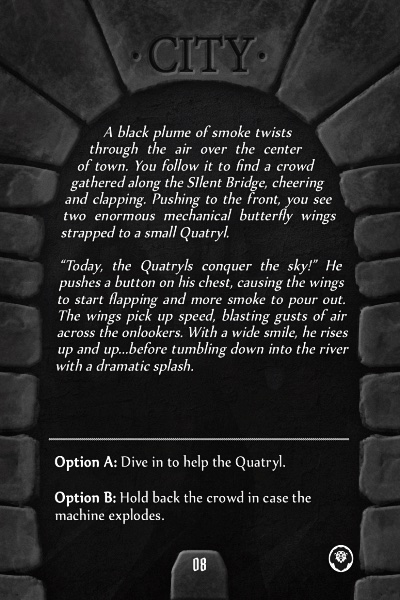 · CITY ·
A black plume of smoke twists
through the air over the center
of town. You follow it to find a crowd
gathered along the SIlent Bridge, cheering
and clapping. Pushing to the front, you see
two enormous mechanical butterfly wings
strapped to a small Quatryl.
“Today, the Quatryls conquer the sky!” He
pushes a button on his chest, causing the wings
to start flapping and more smoke to pour out.
The wings pick up speed, blasting gusts of air
across the onlookers. With a wide smile, he rises
up and up...before tumbling down into the river
with a dramatic splash.
Option A: Dive in to help the Quatryl.
Option B: Hold back the crowd in case the
machine explodes.
08